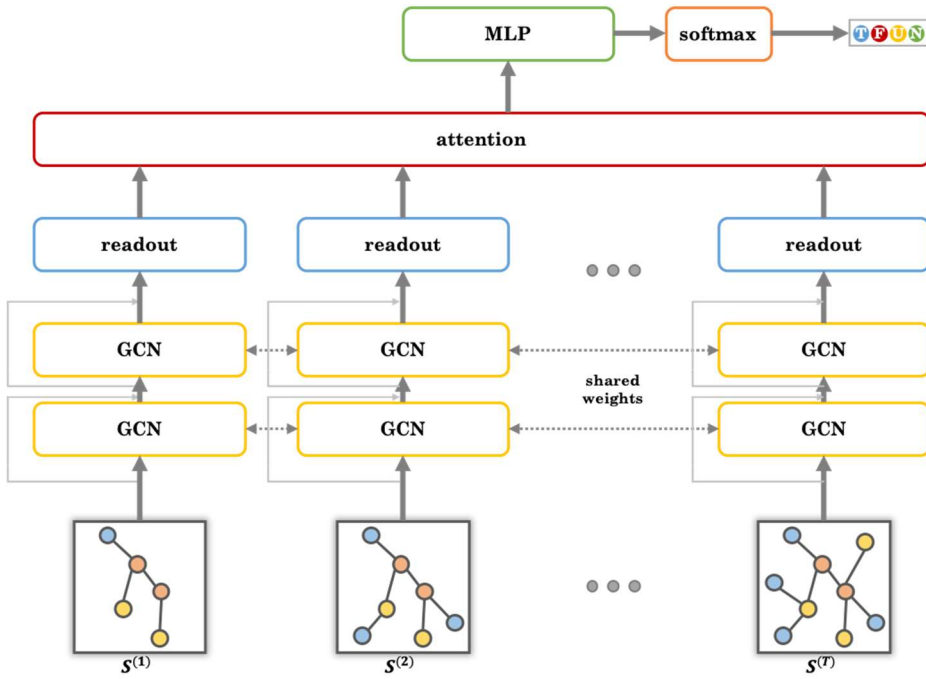 MLP softmax T F U N
attention
readout readout readout
GCN GCN GCN
shared
weights
GCN GCN GCN
S(1) S(2) S(T)